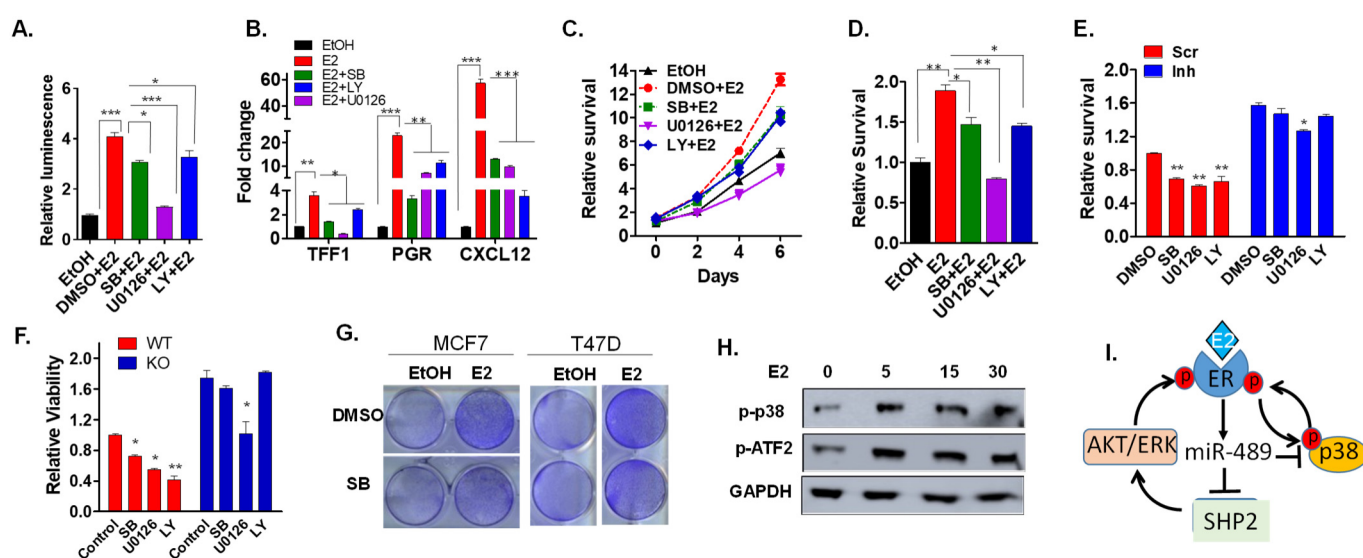 A.
Relative luminescence
6
4
2
0
***
*
***
*
EtOH
DMSO+E2
SB+E2
U0126+E2
LY+E2
B.
EtOH
E2
E2+SB
E2+LY
E2+U0126
Fold change
60
40
20
15
10
5
4
2
0
**
*
***
**
***
***
TFF1
PGR
CXCL12
C.
EtOH
DMSO+E2
SB+E2
U0126+E2
LY+E2
Relative survival
14
12
10
8
6
4
2
0
0 2 4 6
Days
D.
Relative Survival
2.0
1.5
1.0
0.5
0.0
**
*
**
*
EtOH
E2
SB+E2
U0126+E2
LY+E2
E.
Scr
Inh
Relative survival
2.0
1.5
1.0
0.5
0.0
**
**
**
*
DMSO
SB
U0126
LY
DMSO
SB
U0126
LY
F.
WT
KO
Relative Viability
2.0
1.6
1.2
0.8
0.4
0.0
*
*
**
*
Control
SB
U0126
LY
Control
SB
U0126
LY
G.
MCF7 T47D
EtOH E2 EtOH E2
DMSO
SB
H.
E2 0 5 15 30
p-p38
p-ATF2
GAPDH
I.
E2
p ER p
AKT/ERK miR-489 p p38
SHP2